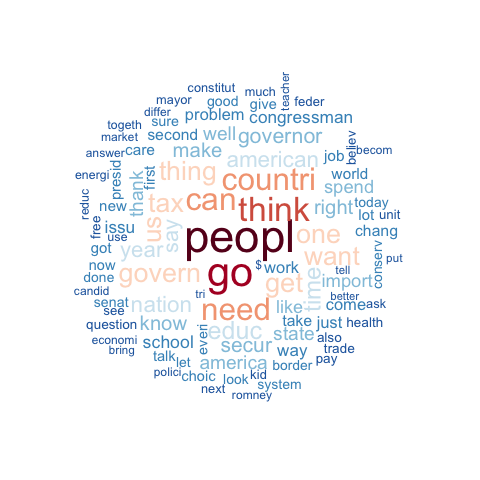 constitut
mayor much teacher
differ good give feder
togeth sure problem congressman
market second well governor believ
answer care make american job becom
energi presid first thank thing countri world
reduc new tax can think right spend today
free issu us say one lot unit
use got year peopl want chang conserv put
now govern go $ work get time tell import
done tri better
candid nation need like come ask
senat know everi educ take just health
see school secur state also
question talk let america way trade
economi polici choic look kid border pay
bring next system
romney